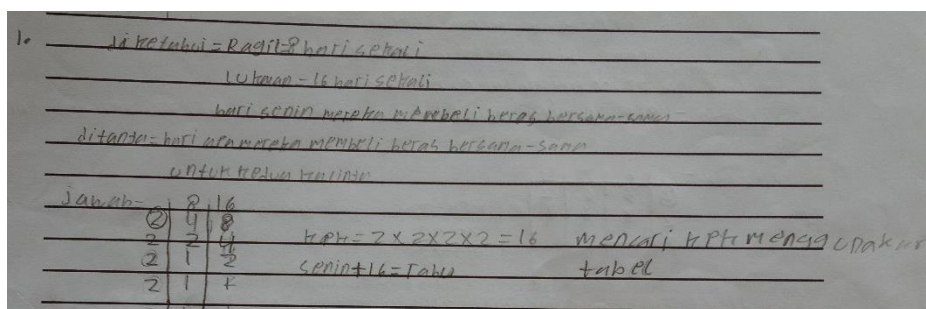 1.
diketahui = Ragil = 8 hari sekali
lukman = 16 hari sekali
hari senin mereka membeli beras bersama-sama
ditanya = hari apa mereka membeli beras bersama-sama
untuk kedua kalinya
jawab = 8 16
2 4 8
2 2 4 kpk = 2 x 2 x 2 x 2 = 16 mencari kpk menggunakan
2 1 2 senin + 16 = rabu tabel
2 1 1